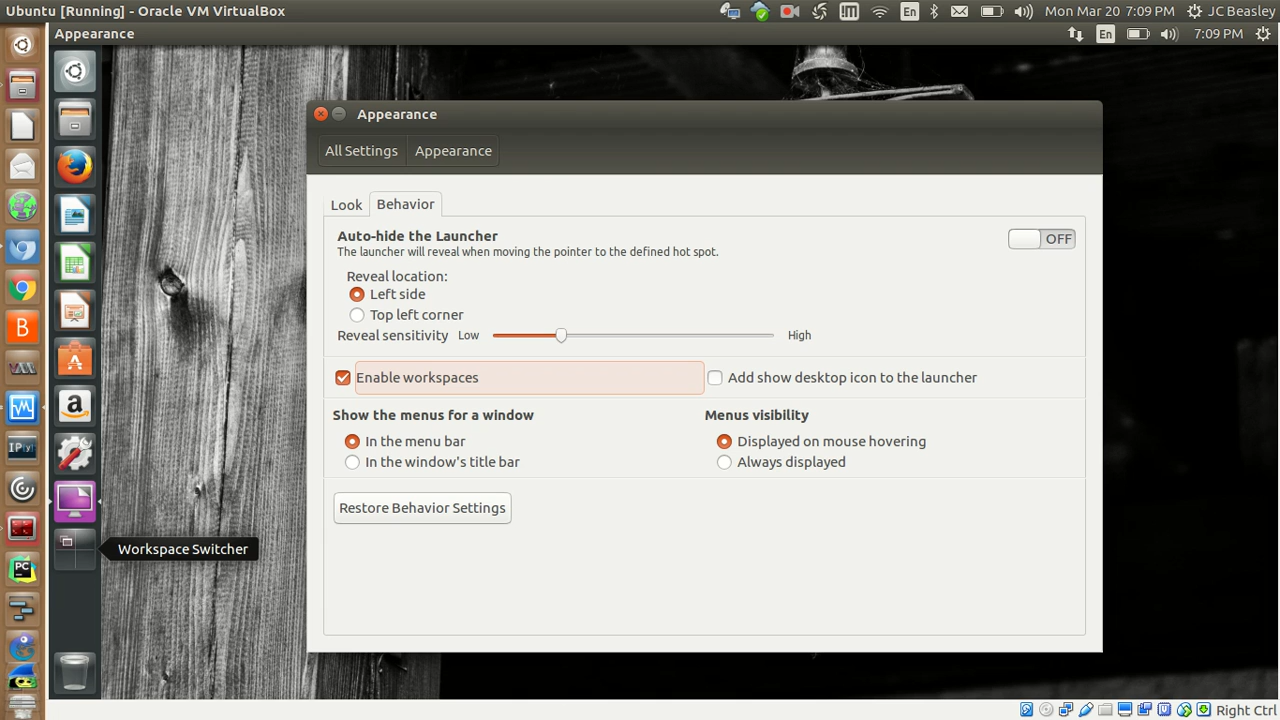 Ubuntu [Running] - Oracle VM VirtualBox
En
Mon Mar 20 7:09 PM
JC Beasley
Appearance
En
7:09 PM
Appearance
All Settings
Appearance
Look
Behavior
Auto-hide the Launcher
OFF
The launcher will reveal when moving the pointer to the defined hot spot.
Reveal location:
Left side
Top left corner
Reveal sensitivity Low High
Enable workspaces
Add show desktop icon to the launcher
Show the menus for a window
Menus visibility
In the menu bar
Displayed on mouse hovering
In the window's title bar
Always displayed
Restore Behavior Settings
Workspace Switcher
B
IP[y]
PC
a
Right Ctrl